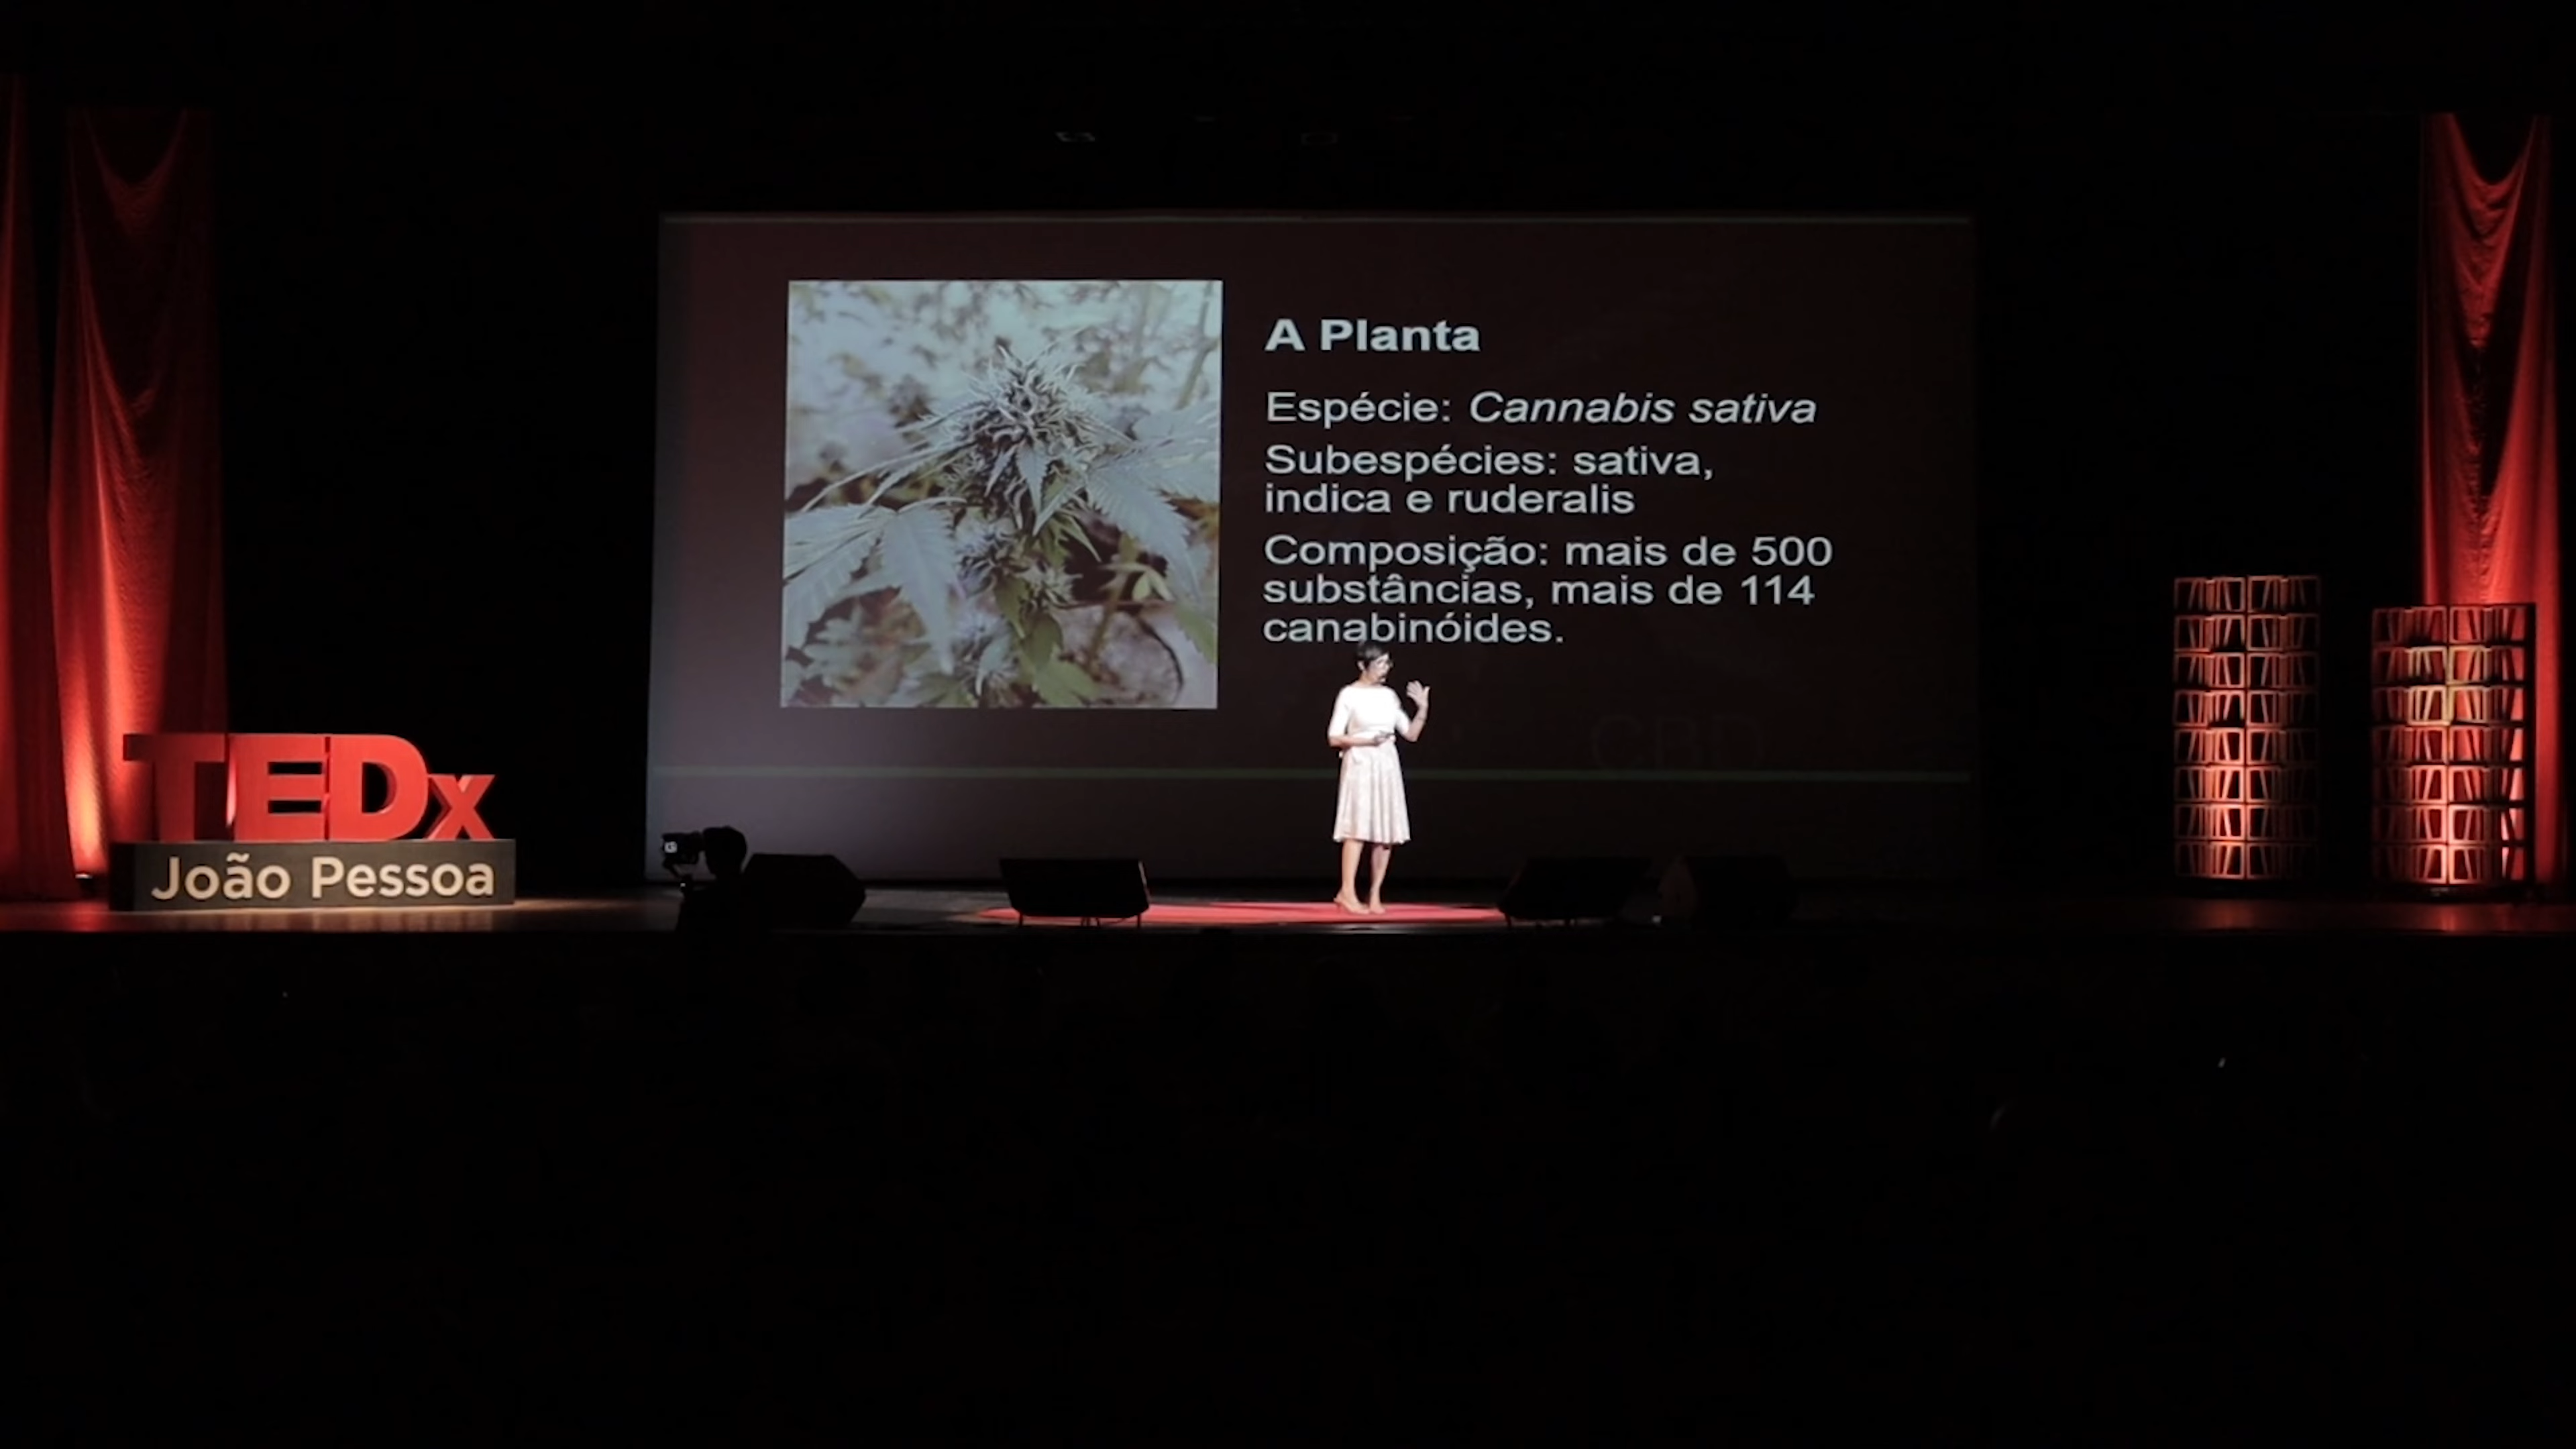 A Planta
Espécie: Cannabis sativa
Subespécies: sativa,
indica e ruderalis
Composição: mais de 500
substâncias, mais de 114
canabinóides.
CBD
TEDx
João Pessoa